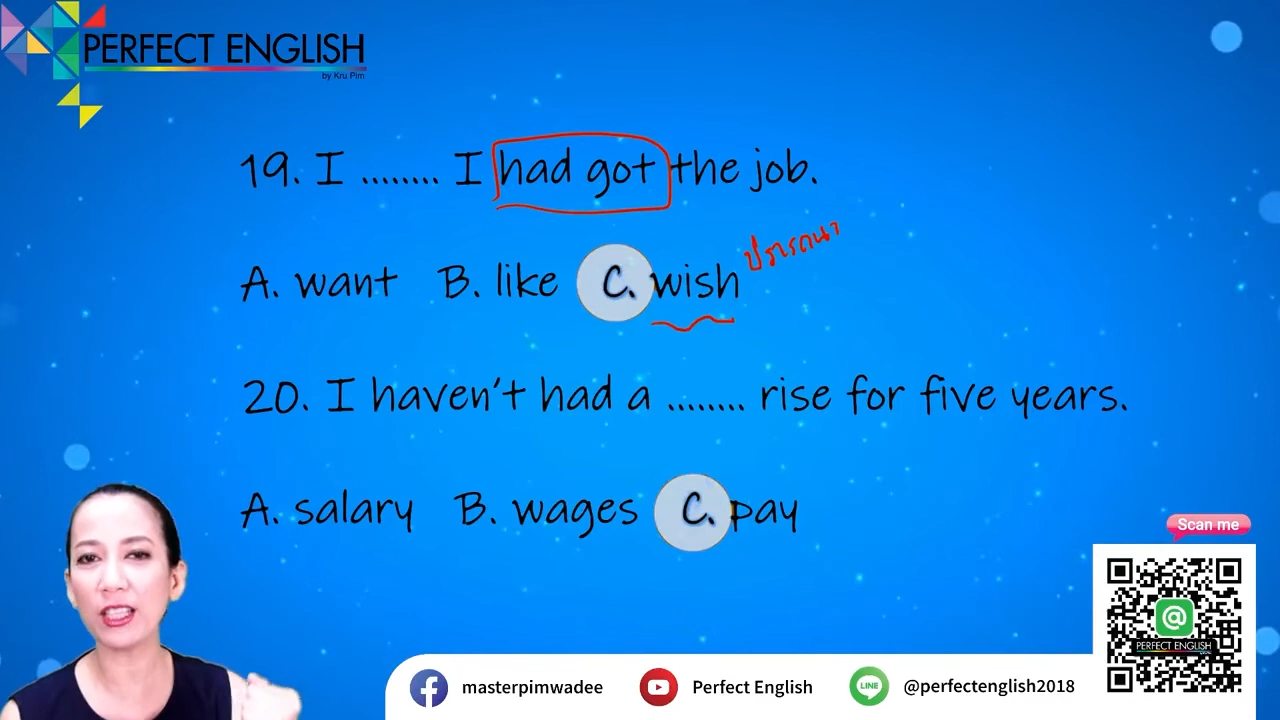 PERFECT ENGLISH
by Kru Pim
19. I ........ I had got the job.
ปรารถนา
A. want B. like C. wish
20. I haven't had a ........ rise for five years.
A. salary B. wages C. pay
Scan me
@
PERFECT ENGLISH
masterpimwadee
Perfect English
LINE
@perfectenglish2018